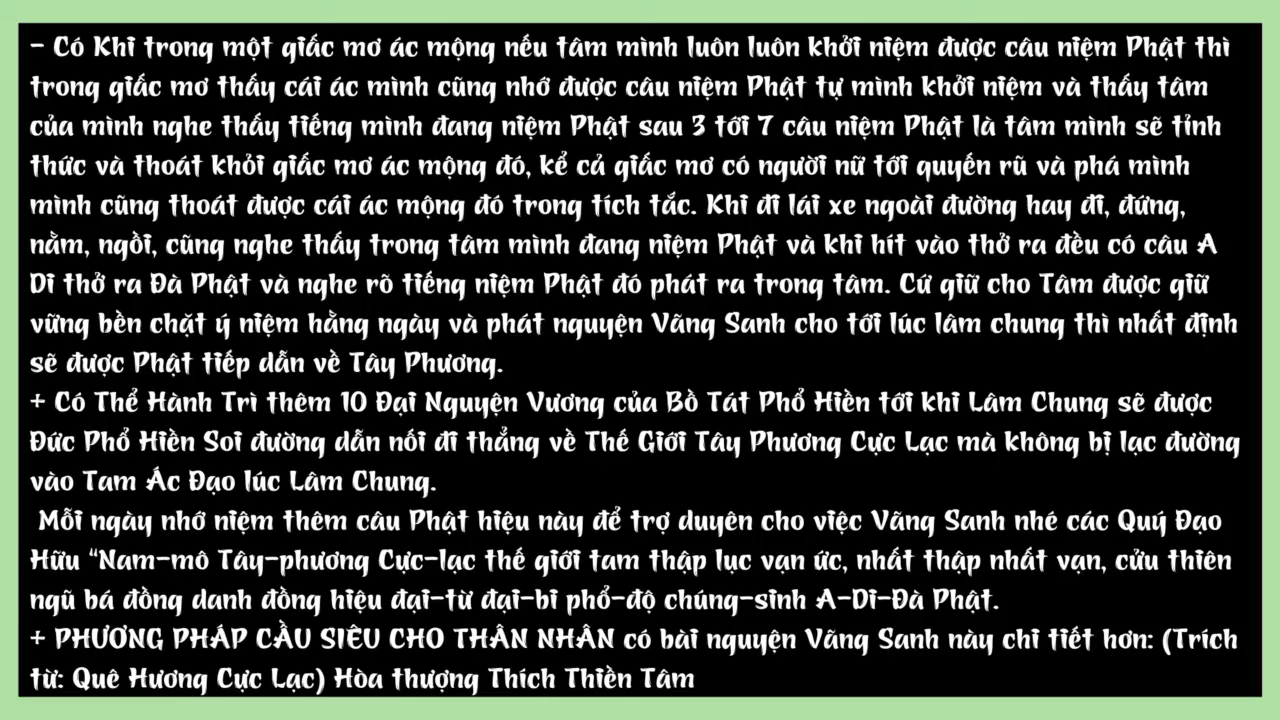 - Có Khi trong một giấc mơ ác mộng nếu tâm mình luôn luôn khởi niệm được câu niệm Phật thì
trong giấc mơ thấy cái ác mình cũng nhớ được câu niệm Phật tự mình khởi niệm và thấy tâm
của mình nghe thấy tiếng mình đang niệm Phật sau 3 tới 7 câu niệm Phật là tâm mình sẽ tỉnh
thức và thoát khỏi giấc mơ ác mộng đó, kể cả giấc mơ có người nữ tới quyến rũ và phá mình
mình cũng thoát được cái ác mộng đó trong tích tắc. Khi đi lái xe ngoài đường hay đi, đứng,
nằm, ngồi, cũng nghe thấy trong tâm mình đang niệm Phật và khi hít vào thở ra đều có câu A
Di thở ra Đà Phật và nghe rõ tiếng niệm Phật đó phát ra trong tâm. Cứ giữ cho Tâm được giữ
vững bền chặt ý niệm hằng ngày và phát nguyện Vãng Sanh cho tới lúc lâm chung thì nhất định
sẽ được Phật tiếp dẫn về Tây Phương.
+ Có Thể Hành Trì thêm 10 Đại Nguyện Vương của Bồ Tát Phổ Hiền tới khi Lâm Chung sẽ được
Đức Phổ Hiền Soi đường dẫn nối đi thẳng về Thế Giới Tây Phương Cực Lạc mà không bị lạc đường
vào Tam Ác Đạo lúc Lâm Chung.
Mỗi ngày nhớ niệm thêm câu Phật hiệu này để trợ duyên cho việc Vãng Sanh nhé các Quý Đạo
Hữu "Nam-mô Tây-phương Cực-lạc thế giới tam thập lục vạn ức, nhất thập nhất vạn, cửu thiên
ngũ bá đồng danh đồng hiệu đại-từ đại-bi phổ-độ chúng-sinh A-Di-Đà Phật.
+ PHƯƠNG PHÁP CẦU SIÊU CHO THÂN NHÂN có bài nguyện Vãng Sanh này chi tiết hơn: (Trích
từ: Quê Hương Cực Lạc) Hòa thượng Thích Thiền Tâm